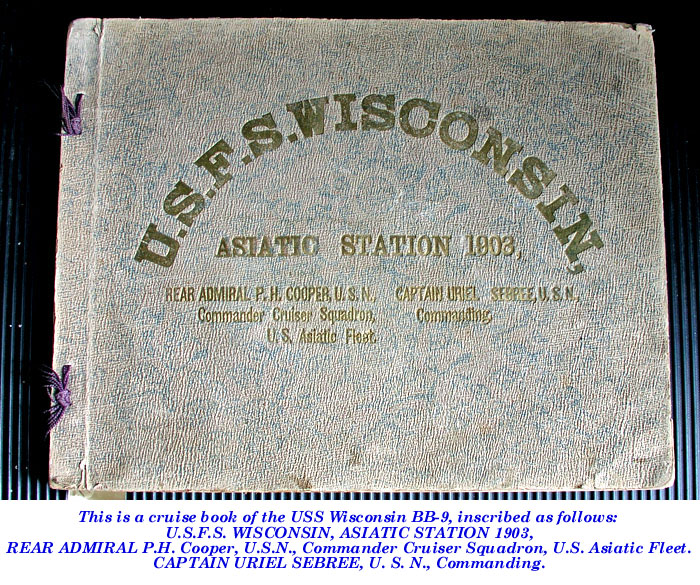 U.S.F.S. WISCONSIN,
ASIATIC STATION 1903,
REAR ADMIRAL P. H. COOPER, U. S. N.,
Commander Cruiser Squadron,
U. S. Asiatic Fleet.
CAPTAIN URIEL SEBREE, U. S. N.,
Commanding.
This is a cruise book of the USS Wisconsin BB-9, inscribed as follows:
U.S.F.S. WISCONSIN, ASIATIC STATION 1903,
REAR ADMIRAL P.H. Cooper, U.S.N., Commander Cruiser Squadron, U.S. Asiatic Fleet.
CAPTAIN URIEL SEBREE, U. S. N., Commanding.